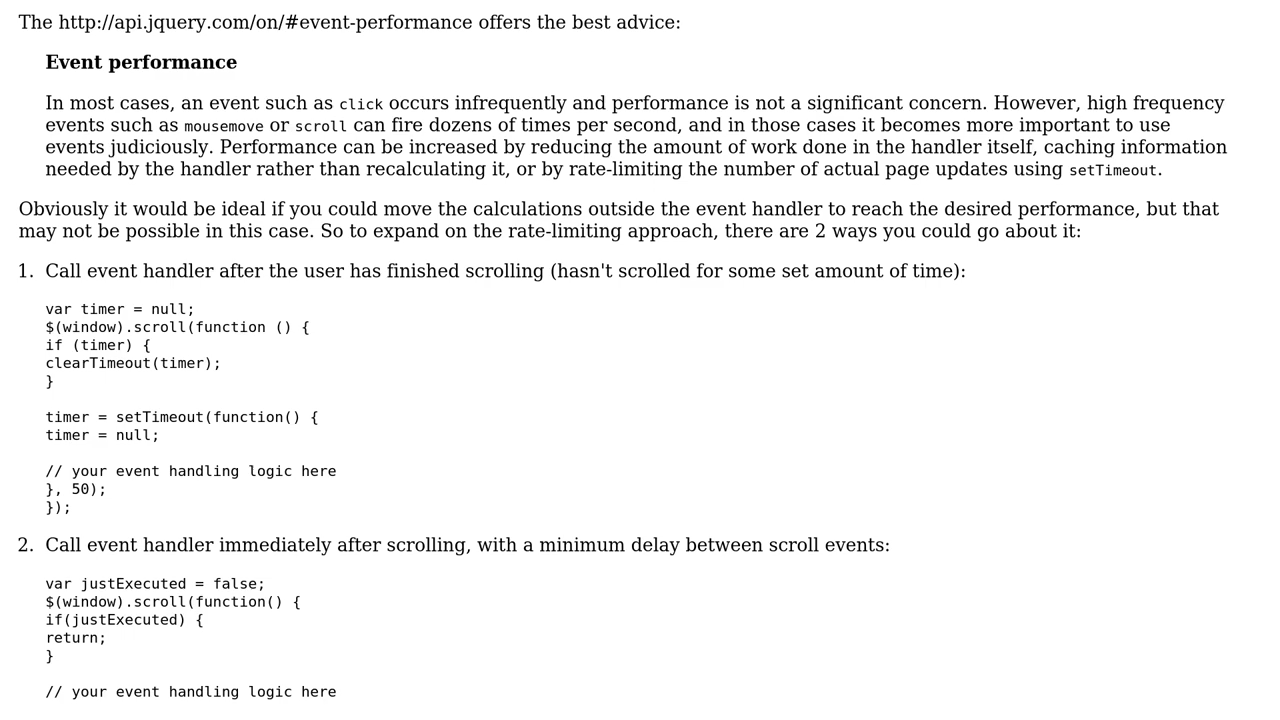 The http://api.jquery.com/on/#event-performance offers the best advice:
Event performance
In most cases, an event such as click occurs infrequently and performance is not a significant concern. However, high frequency
events such as mousemove or scroll can fire dozens of times per second, and in those cases it becomes more important to use
events judiciously. Performance can be increased by reducing the amount of work done in the handler itself, caching information
needed by the handler rather than recalculating it, or by rate-limiting the number of actual page updates using setTimeout.
Obviously it would be ideal if you could move the calculations outside the event handler to reach the desired performance, but that
may not be possible in this case. So to expand on the rate-limiting approach, there are 2 ways you could go about it:
1. Call event handler after the user has finished scrolling (hasn't scrolled for some set amount of time):
var timer = null;
$(window).scroll(function () {
if (timer) {
clearTimeout(timer);
}
timer = setTimeout(function() {
timer = null;
// your event handling logic here
}, 50);
});
2. Call event handler immediately after scrolling, with a minimum delay between scroll events:
var justExecuted = false;
$(window).scroll(function() {
if(justExecuted) {
return;
}
// your event handling logic here